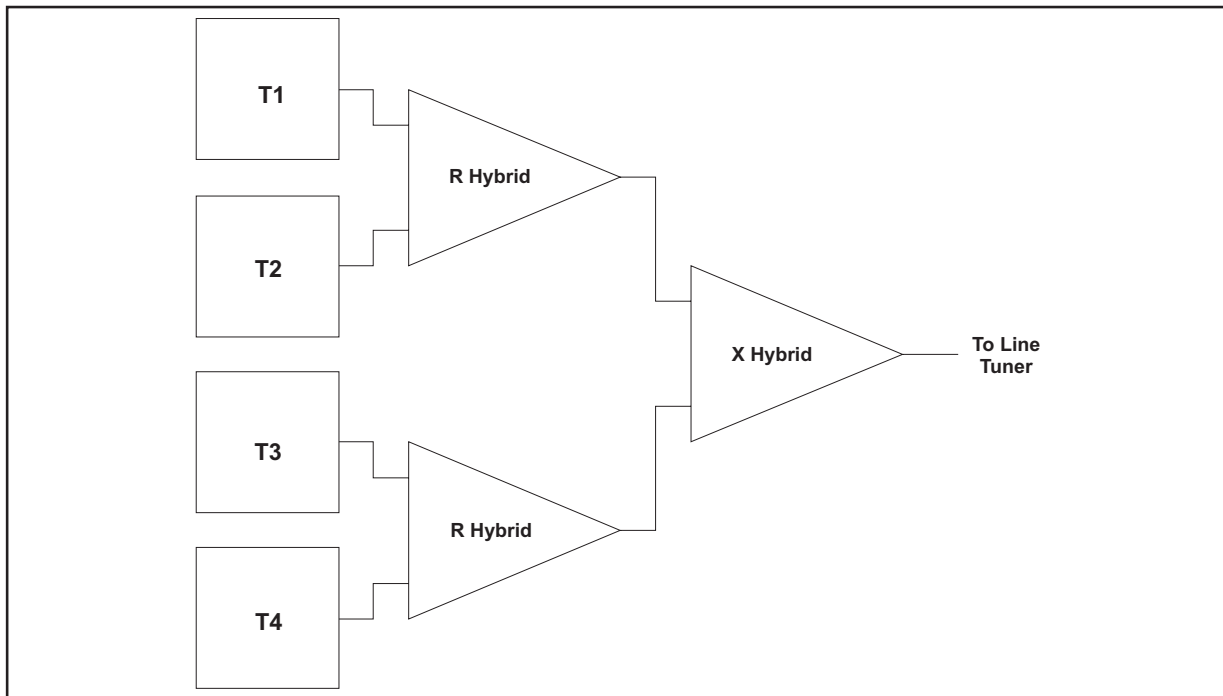 T1
R Hybrid
T2
X Hybrid
To Line
Tuner
T3
R Hybrid
T4